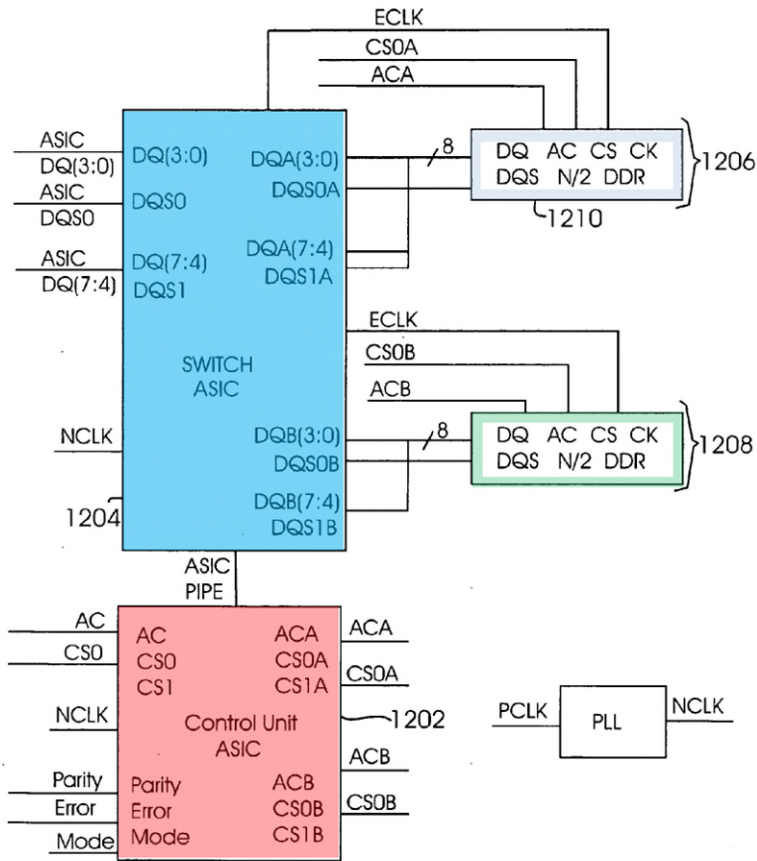 ECLK
CS0A
ACA
ASIC
DQ(3:0)
ASIC
DQS0
ASIC
DQ(7:4)
NCLK
1204
DQ(3:0)
DQS0
DQ(7:4)
DQS1
DQA(3:0)
DQS0A
DQA(7:4)
DQS1A
SWITCH
ASIC
DQB(3:0)
DQS0B
DQB(7:4)
DQS1B
8
DQ AC CS CK
DQS N/2 DDR
1206
1210
ECLK
CS0B
ACB
8
DQ AC CS CK
DQS N/2 DDR
1208
ASIC
PIPE
AC
CS0
NCLK
Parity
Error
Mode
AC
CS0
CS1
ACA
CS0A
CS1A
Control Unit
ASIC
Parity
Error
Mode
ACB
CS0B
CS1B
ACA
CS0A
1202
ACB
CS0B
PCLK
PLL
NCLK